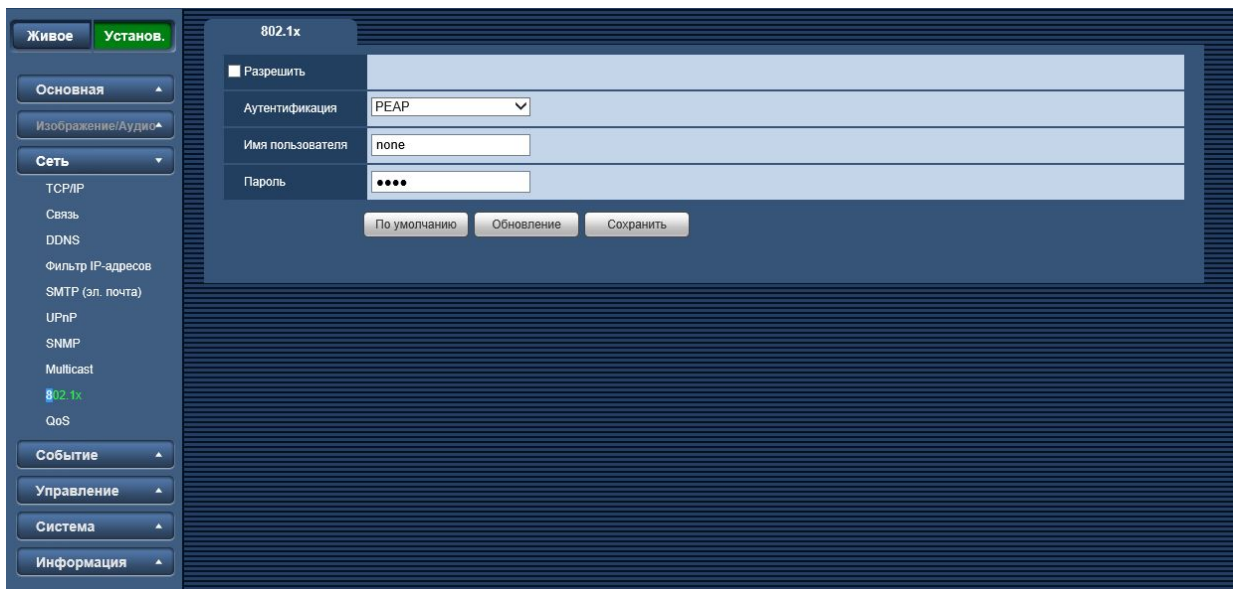 Живое
Установ.
Основная
Изображение/Аудио
Сеть
TCP/IP
Связь
DDNS
Фильтр IP-адресов
SMTP (эл. почта)
UPnP
SNMP
Multicast
802.1x
QoS
Событие
Управление
Система
Информация
802.1x
Разрешить
Аутентификация
PEAP
Имя пользователя
none
Пароль
●●●●
По умолчанию
Обновление
Сохранить